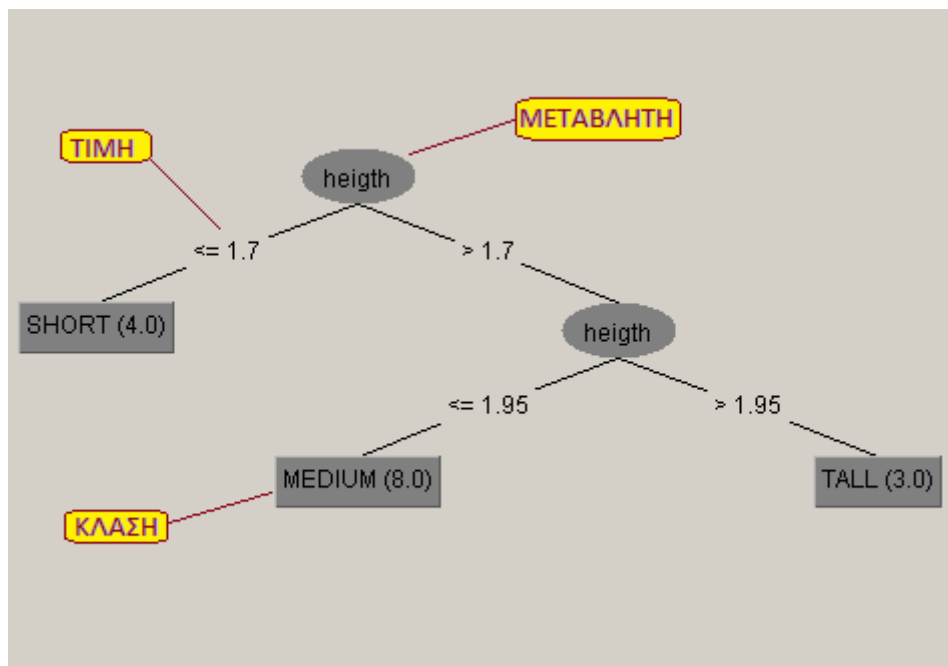 ΜΕΤΑΒΛΗΤΗ
ΤΙΜΗ
heigth
<= 1.7
> 1.7
SHORT (4.0)
heigth
<= 1.95
> 1.95
MEDIUM (8.0)
TALL (3.0)
ΚΛΑΣΗ